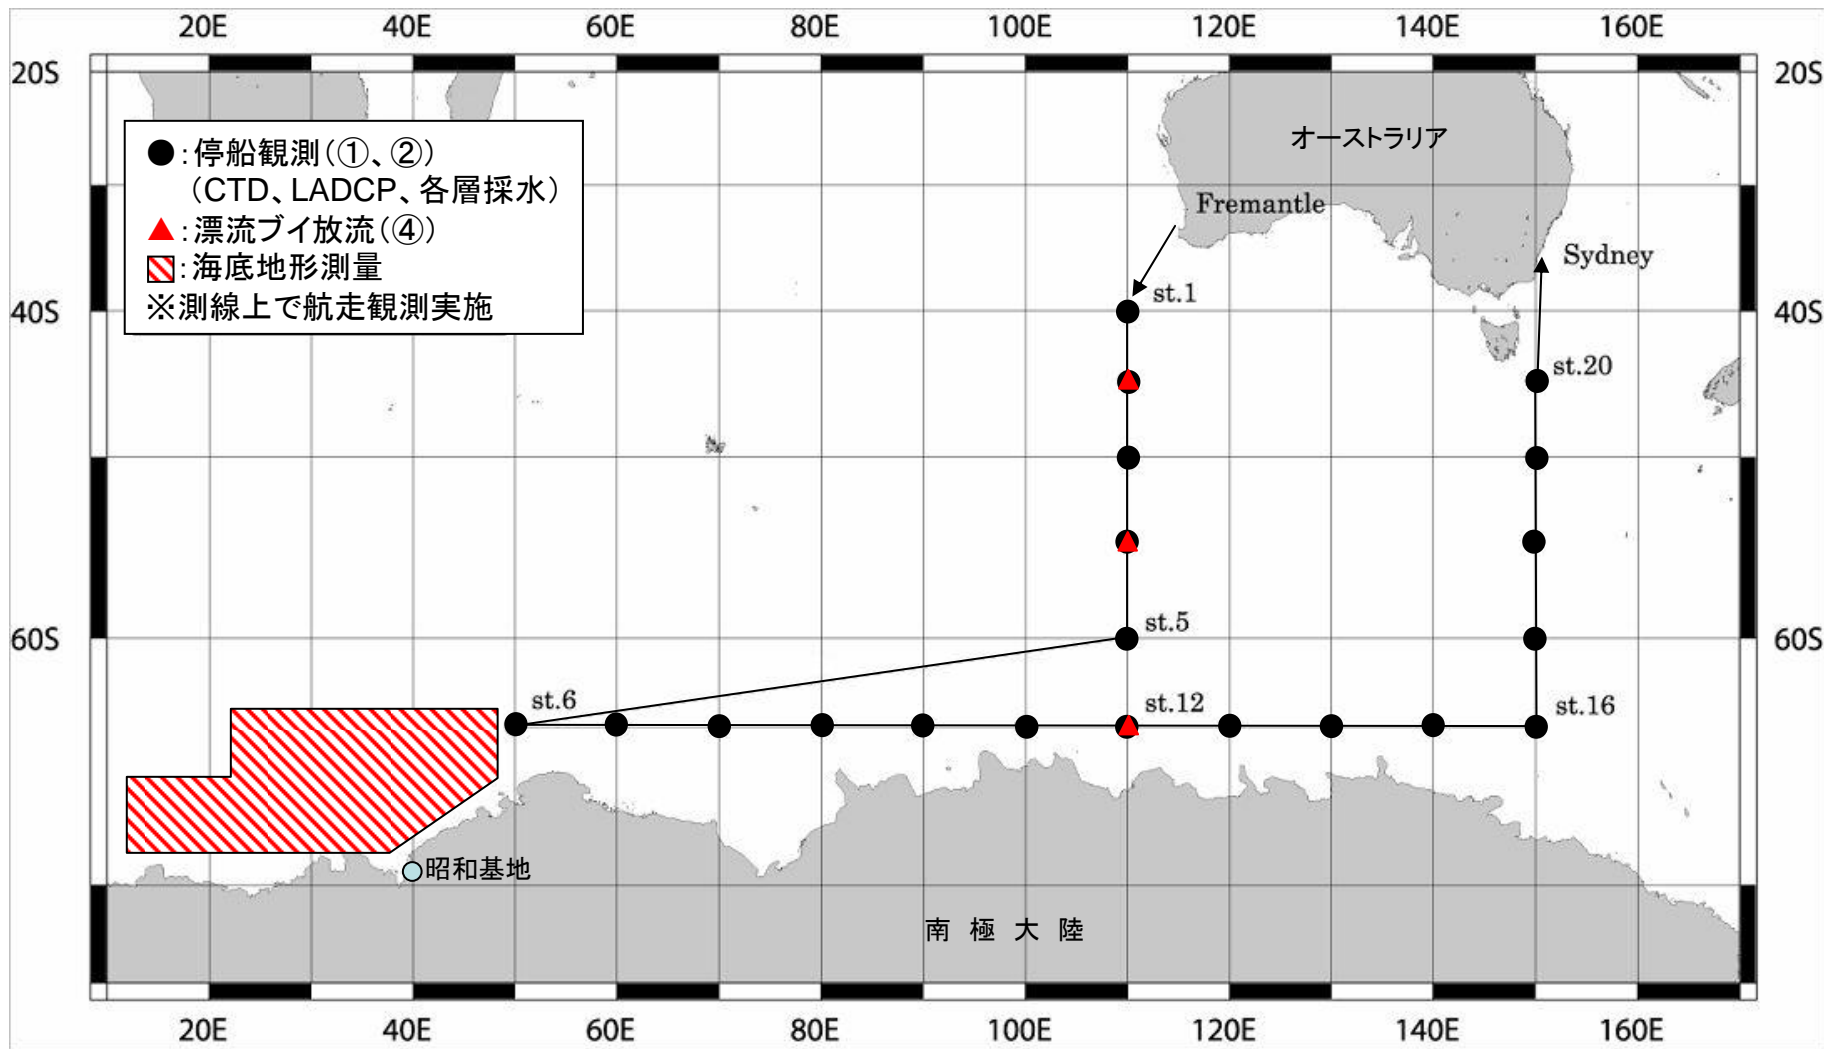 20E 40E 60E 80E 100E 120E 140E 160E
20S 20S
オーストラリア
●:停船観測(①、②)
(CTD、LADCP、各層採水)
▲:漂流ブイ放流(④)
:海底地形測量
※測線上で航走観測実施
Fremantle
Sydney
st.1
40S 40S
st.20
st.5
60S 60S
st.6
st.12
st.16
昭和基地
南極大陸
20E 40E 60E 80E 100E 120E 140E 160E